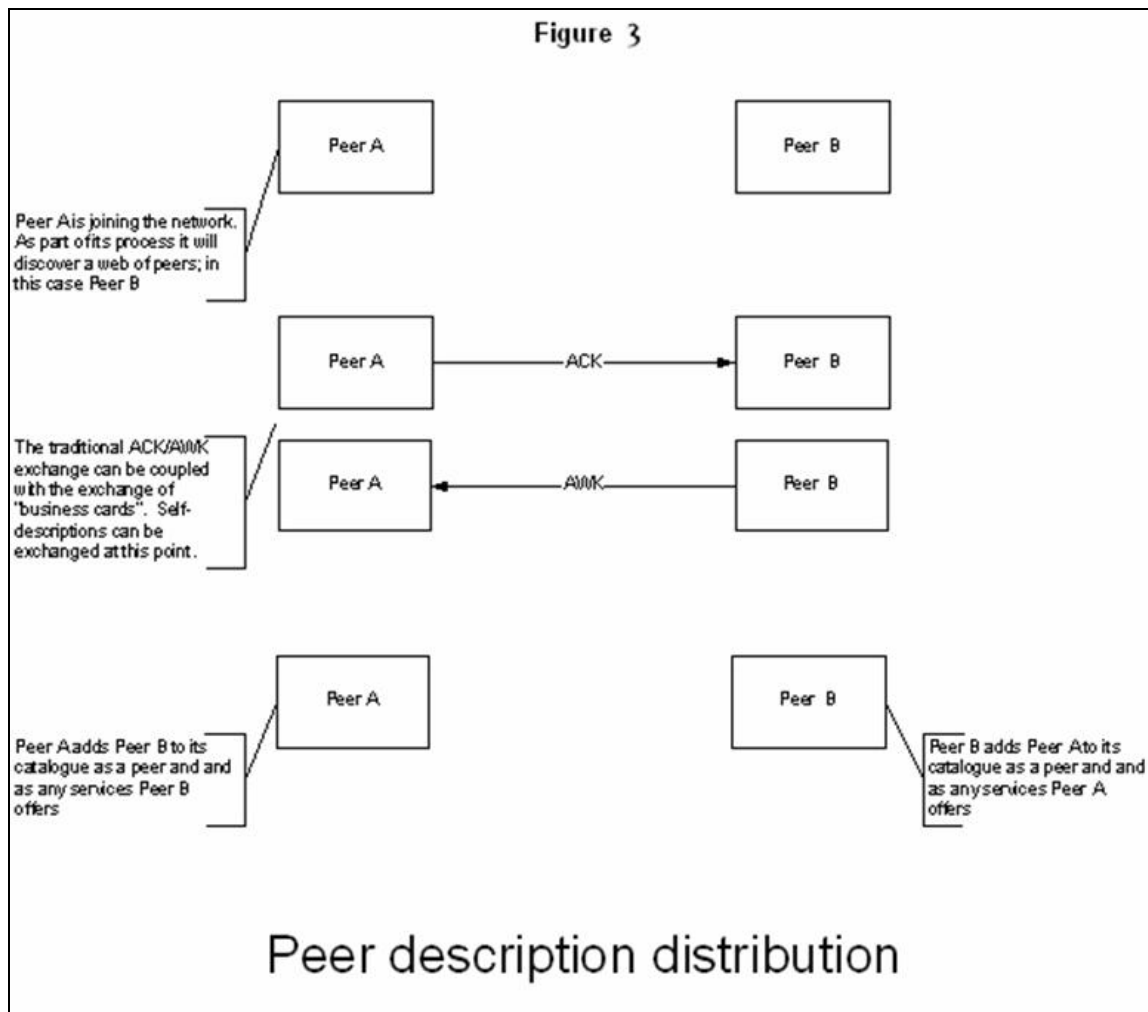 Figure 3
Peer A
Peer B
Peer A is joining the network.
As part of its process it will
discover a web of peers; in
this case Peer B
Peer A
ACK
Peer B
The traditional ACK/AWK
exchange can be coupled
with the exchange of
"business cards". Self-
descriptions can be
exchanged at this point.
Peer A
AWK
Peer B
Peer A
Peer B
Peer A adds Peer B to its
catalogue as a peer and and
as any services Peer B
offers
Peer B adds Peer A to its
catalogue as a peer and and
as any services Peer A
offers
Peer description distribution